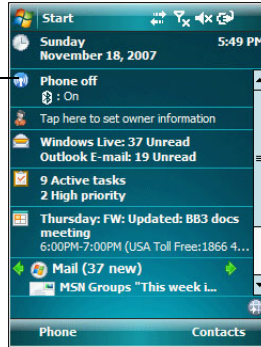 Start
Sunday 5:49 PM
November 18, 2007
Phone off
: On
Tap here to set owner information
Windows Live: 37 Unread
Outlook E-mail: 19 Unread
9 Active tasks
2 High priority
Thursday: FW: Updated: BB3 docs
meeting
6:00PM-7:00PM (USA Toll Free:1866 4...
Mail (37 new)
MSN Groups "This week i...
Phone Contacts